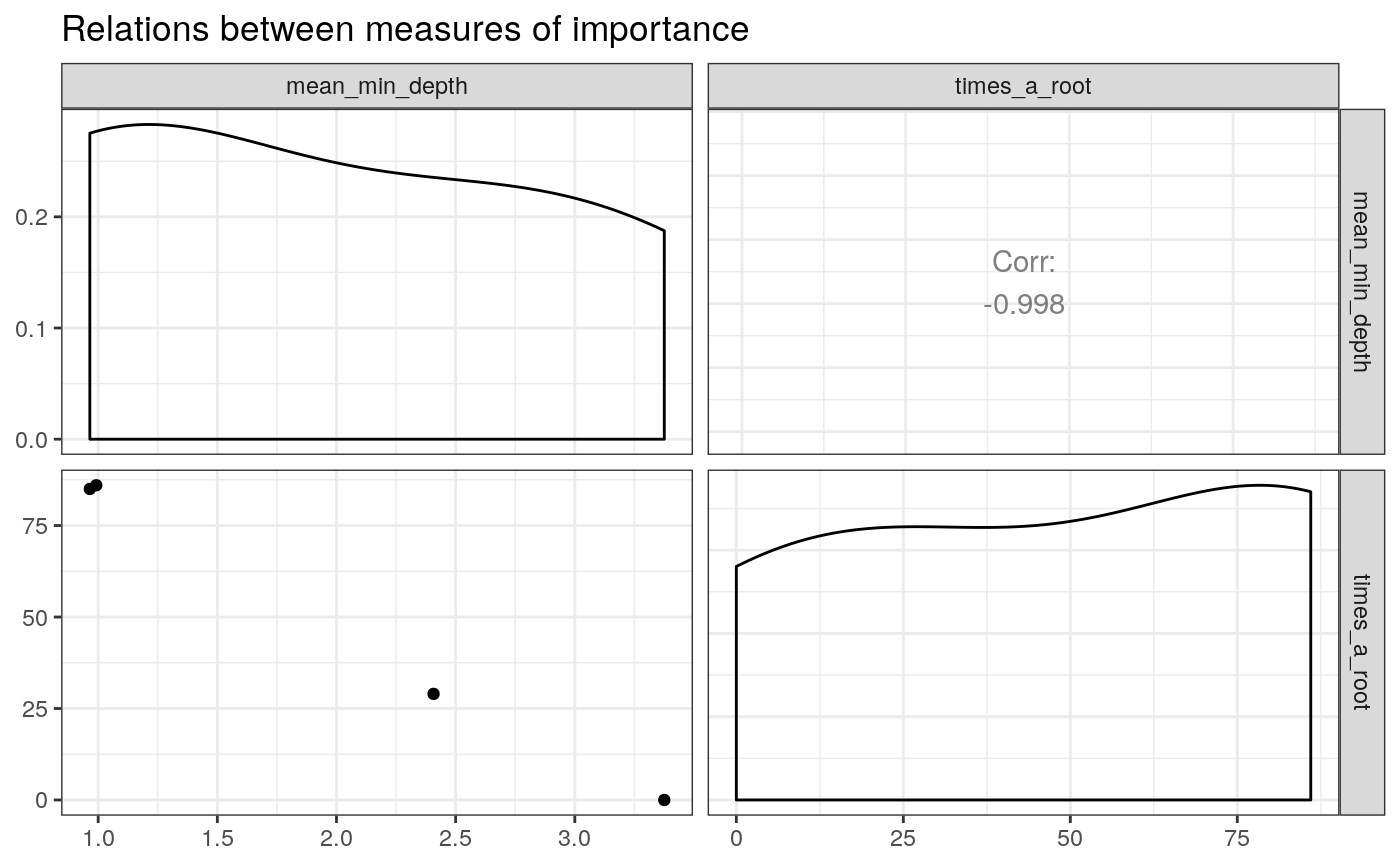 Relations between measures of importance
mean_min_depth
times_a_root
mean_min_depth
0.2
0.1
0.0
Corr:
-0.998
times_a_root
75
50
25
0
1.0 1.5 2.0 2.5 3.0
0 25 50 75